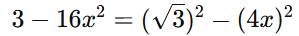 3 − 16x² = (√3)² − (4x)²